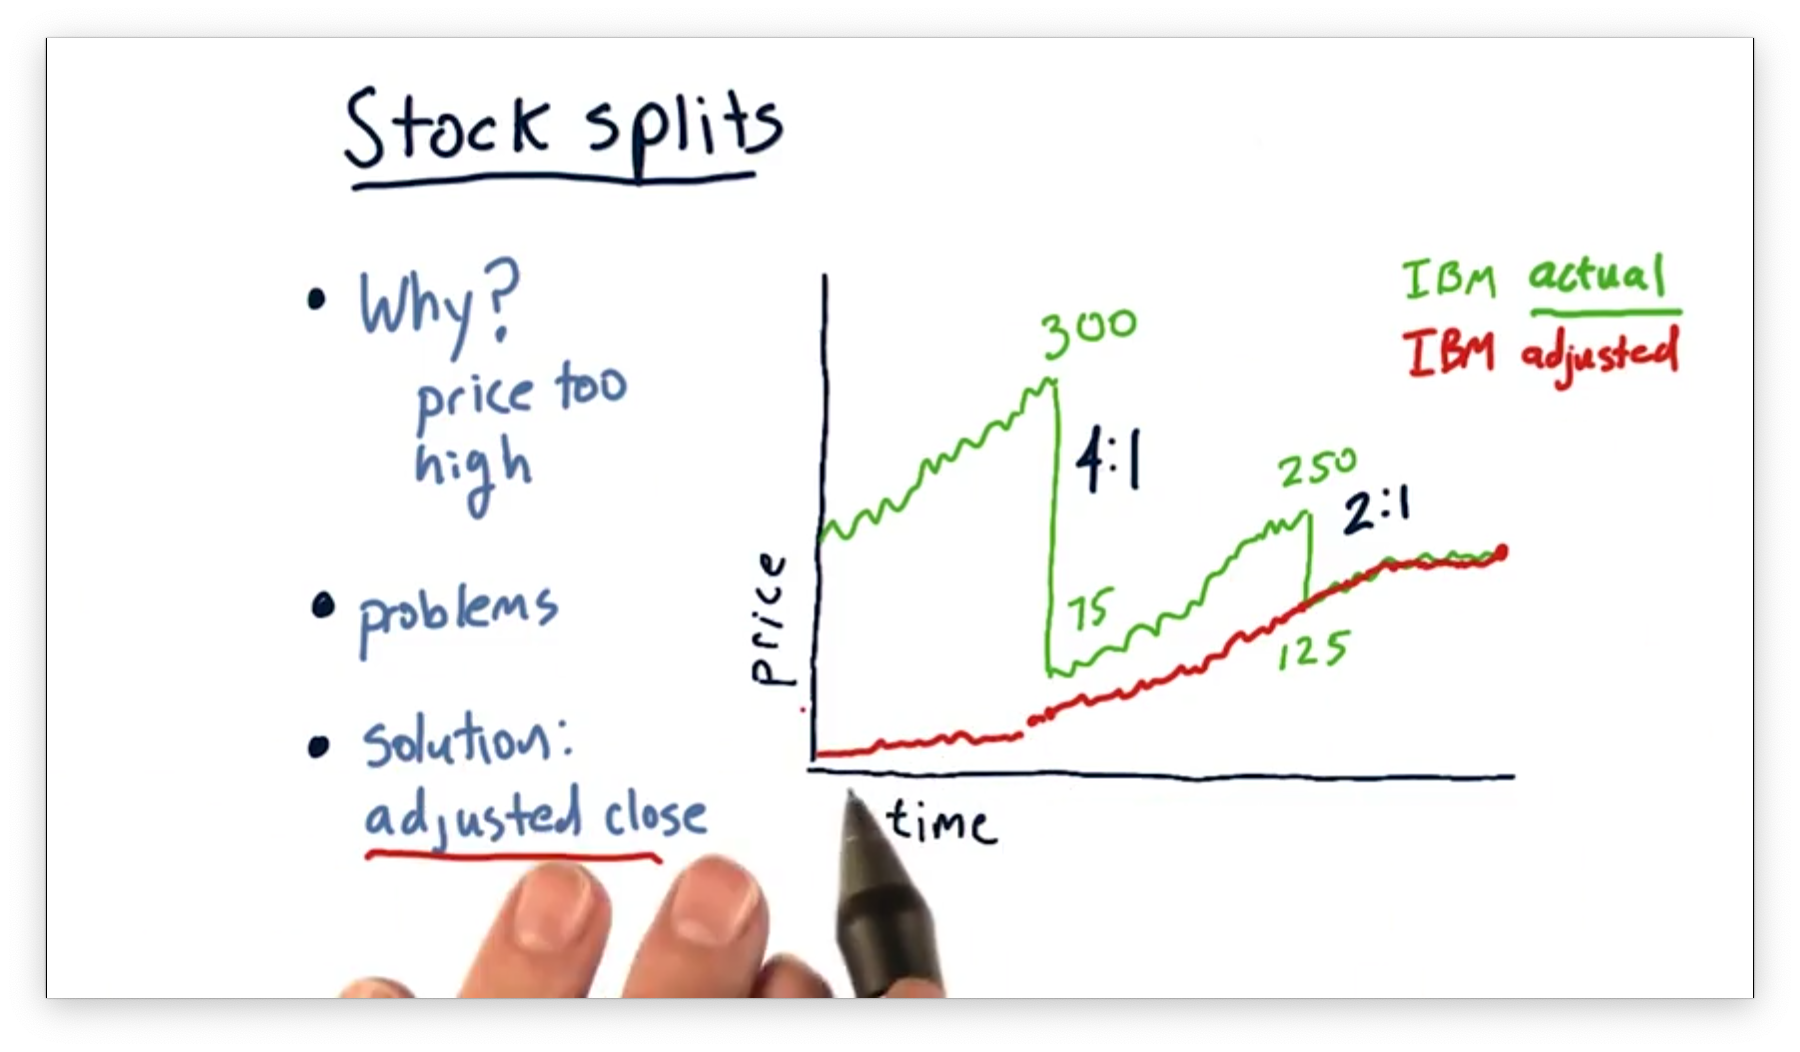 Stock splits
• Why?
price too
high
• problems
• solution:
adjusted close
IBM actual
IBM adjusted
300
4:1
250
2:1
75
125
price
time